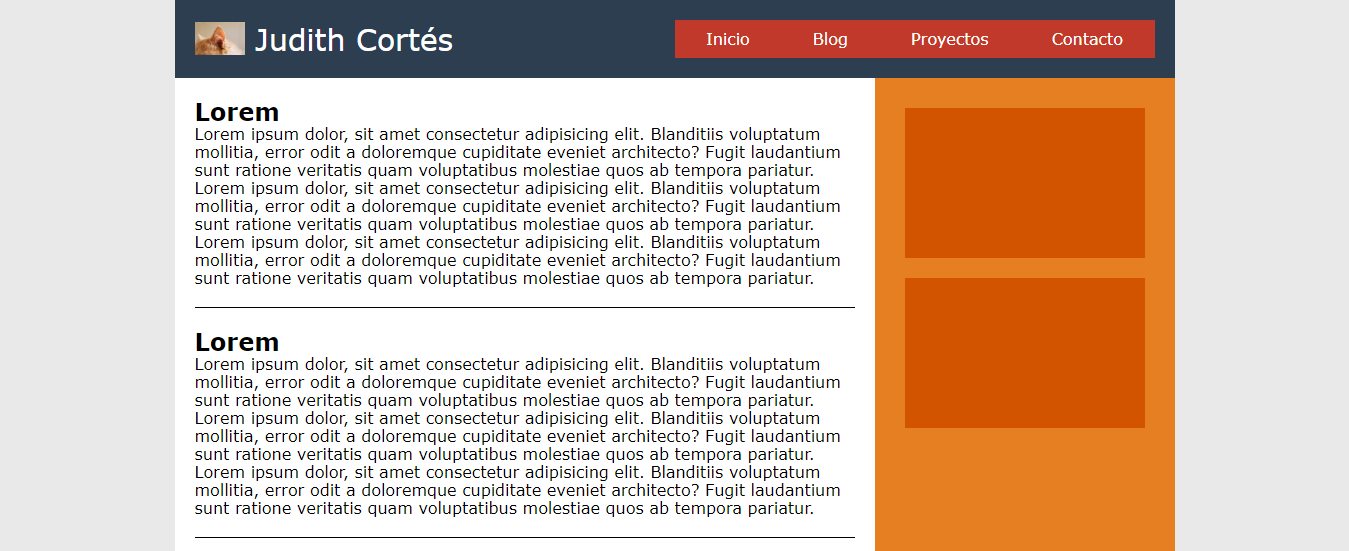 Judith Cortés
Inicio Blog Proyectos Contacto
Lorem
Lorem ipsum dolor, sit amet consectetur adipisicing elit. Blanditiis voluptatum
mollitia, error odit a doloremque cupiditate eveniet architecto? Fugit laudantium
sunt ratione veritatis quam voluptatibus molestiae quos ab tempora pariatur.
Lorem ipsum dolor, sit amet consectetur adipisicing elit. Blanditiis voluptatum
mollitia, error odit a doloremque cupiditate eveniet architecto? Fugit laudantium
sunt ratione veritatis quam voluptatibus molestiae quos ab tempora pariatur.
Lorem ipsum dolor, sit amet consectetur adipisicing elit. Blanditiis voluptatum
mollitia, error odit a doloremque cupiditate eveniet architecto? Fugit laudantium
sunt ratione veritatis quam voluptatibus molestiae quos ab tempora pariatur.
Lorem
Lorem ipsum dolor, sit amet consectetur adipisicing elit. Blanditiis voluptatum
mollitia, error odit a doloremque cupiditate eveniet architecto? Fugit laudantium
sunt ratione veritatis quam voluptatibus molestiae quos ab tempora pariatur.
Lorem ipsum dolor, sit amet consectetur adipisicing elit. Blanditiis voluptatum
mollitia, error odit a doloremque cupiditate eveniet architecto? Fugit laudantium
sunt ratione veritatis quam voluptatibus molestiae quos ab tempora pariatur.
Lorem ipsum dolor, sit amet consectetur adipisicing elit. Blanditiis voluptatum
mollitia, error odit a doloremque cupiditate eveniet architecto? Fugit laudantium
sunt ratione veritatis quam voluptatibus molestiae quos ab tempora pariatur.